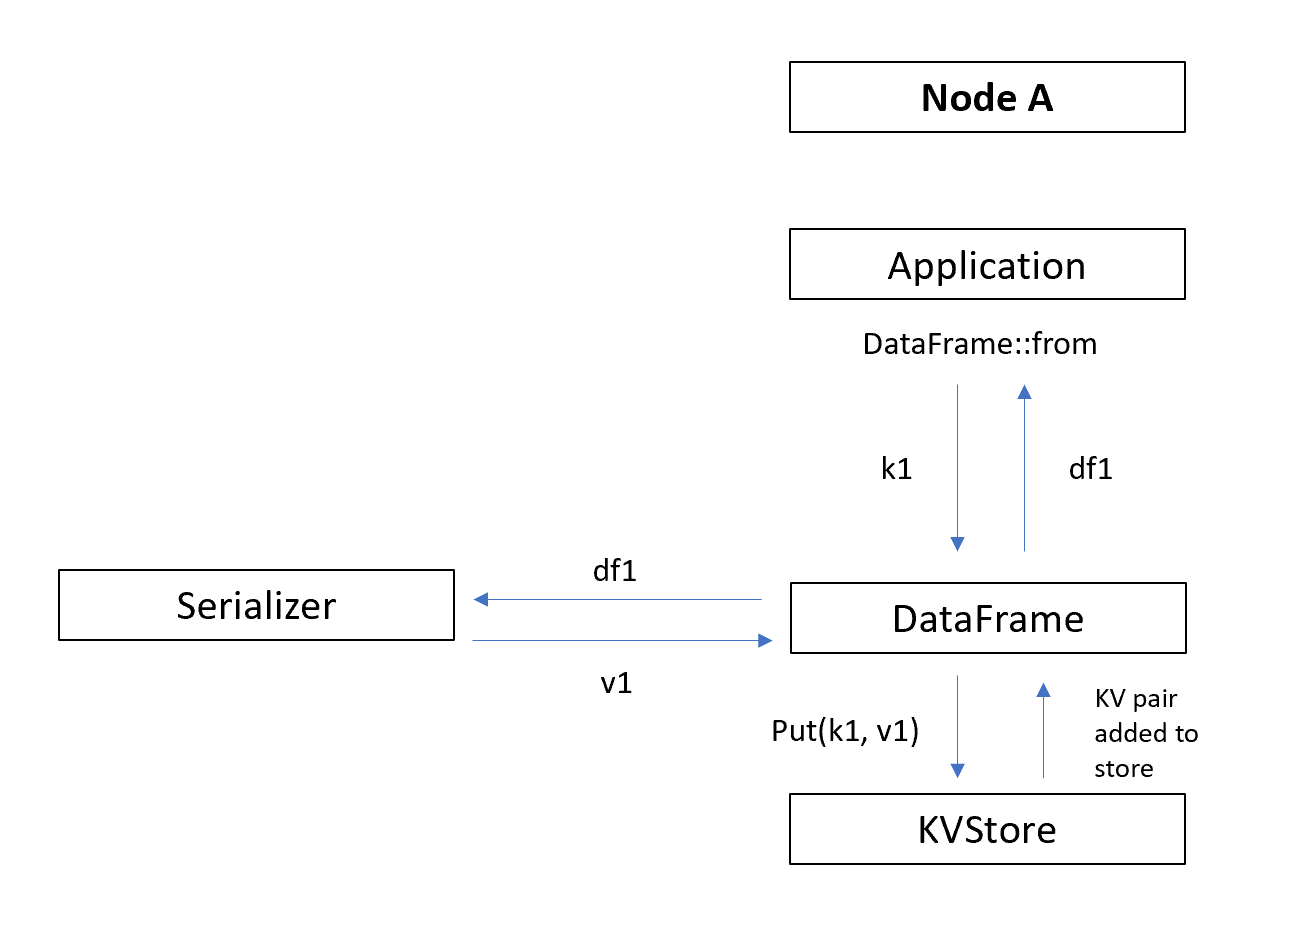 Node A
Application
DataFrame::from
k1
df1
df1
Serializer
DataFrame
v1
Put(k1, v1)
KV pair
added to
store
KVStore